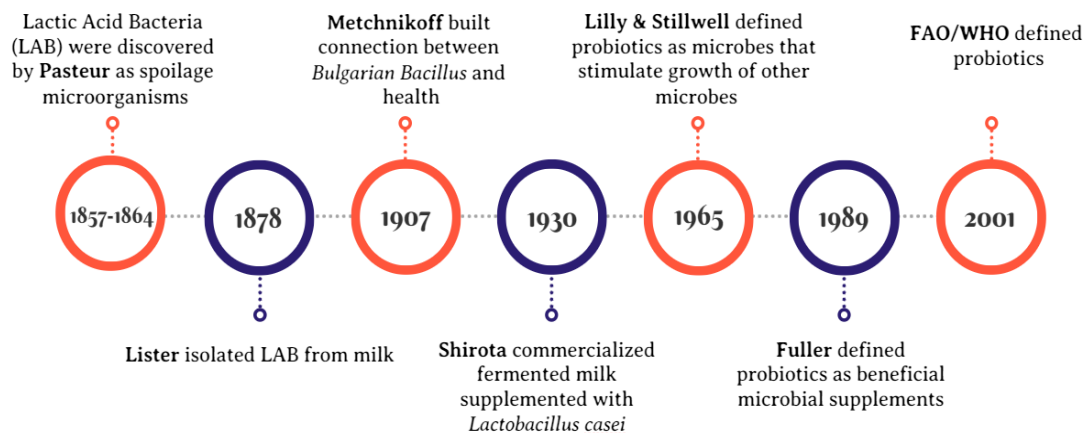 Lactic Acid Bacteria
(LAB) were discovered
by Pasteur as spoilage
microorganisms
Metchnikoff built
connection between
Bulgarian Bacillus and
health
Lilly & Stillwell defined
probiotics as microbes that
stimulate growth of other
microbes
FAO/WHO defined
probiotics
1857-1864
1878
1907
1930
1965
1989
2001
Lister isolated LAB from milk
Shirota commercialized
fermented milk
supplemented with
Lactobacillus casei
Fuller defined
probiotics as beneficial
microbial supplements